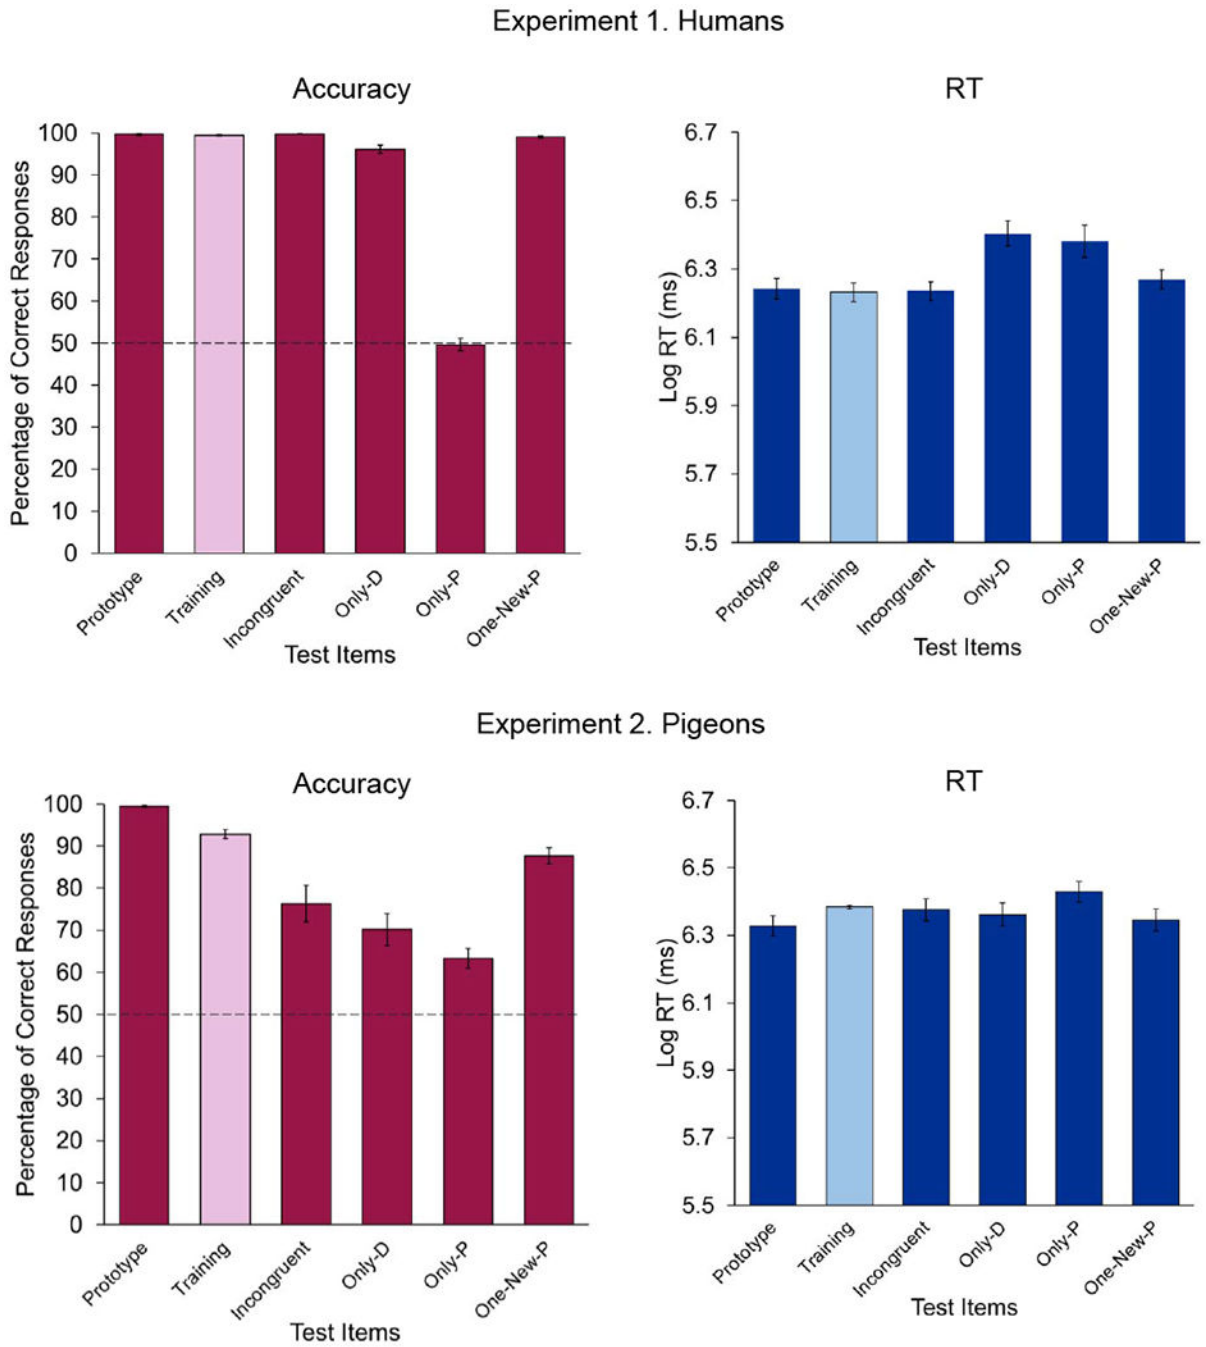 Experiment 1. Humans
Accuracy
Percentage of Correct Responses
100
90
80
70
60
50
40
30
20
10
0
Prototype
Training
Incongruent
Only-D
Only-P
One-New-P
Test Items
RT
Log RT (ms)
6.7
6.5
6.3
6.1
5.9
5.7
5.5
Prototype
Training
Incongruent
Only-D
Only-P
One-New-P
Test Items
Experiment 2. Pigeons
Accuracy
Percentage of Correct Responses
100
90
80
70
60
50
40
30
20
10
0
Prototype
Training
Incongruent
Only-D
Only-P
One-New-P
Test Items
RT
Log RT (ms)
6.7
6.5
6.3
6.1
5.9
5.7
5.5
Prototype
Training
Incongruent
Only-D
Only-P
One-New-P
Test Items